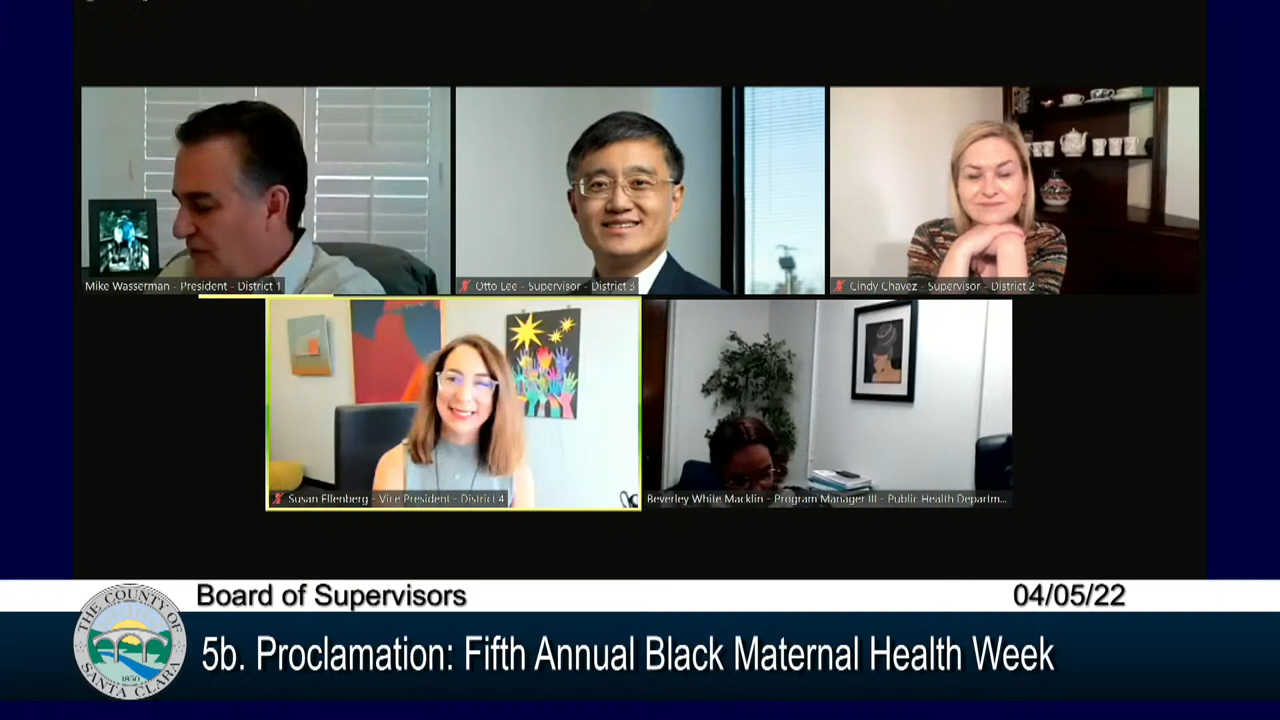 Mike Wasserman - President - District 1
Otto Lee - Supervisor - District 3
Cindy Chavez - Supervisor - District 2
Susan Ellenberg - Vice President - District 4
Beverley White Macklin - Program Manager III - Public Health Departm...
Board of Supervisors
04/05/22
THE COUNTY OF
SANTA CLARA
1850
5b. Proclamation: Fifth Annual Black Maternal Health Week